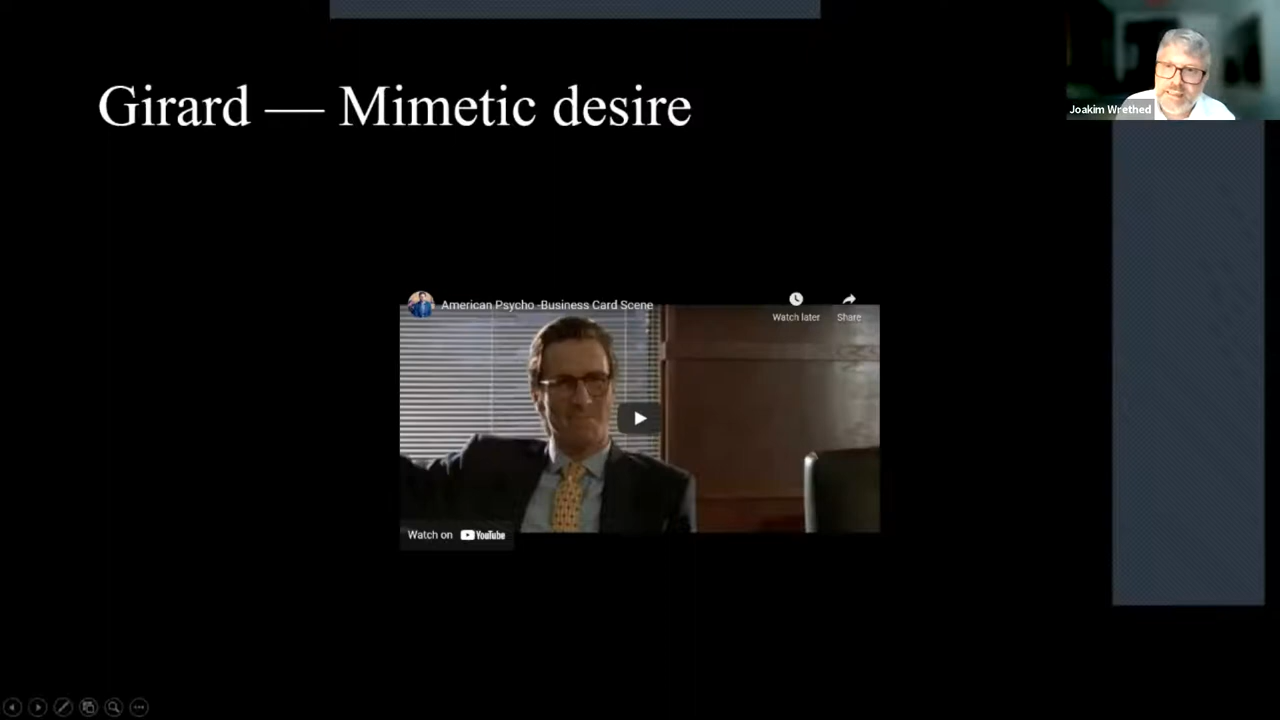 Girard — Mimetic desire
Joakim Wrethed
American Psycho -Business Card Scene
Watch later
Share
Watch on YouTube